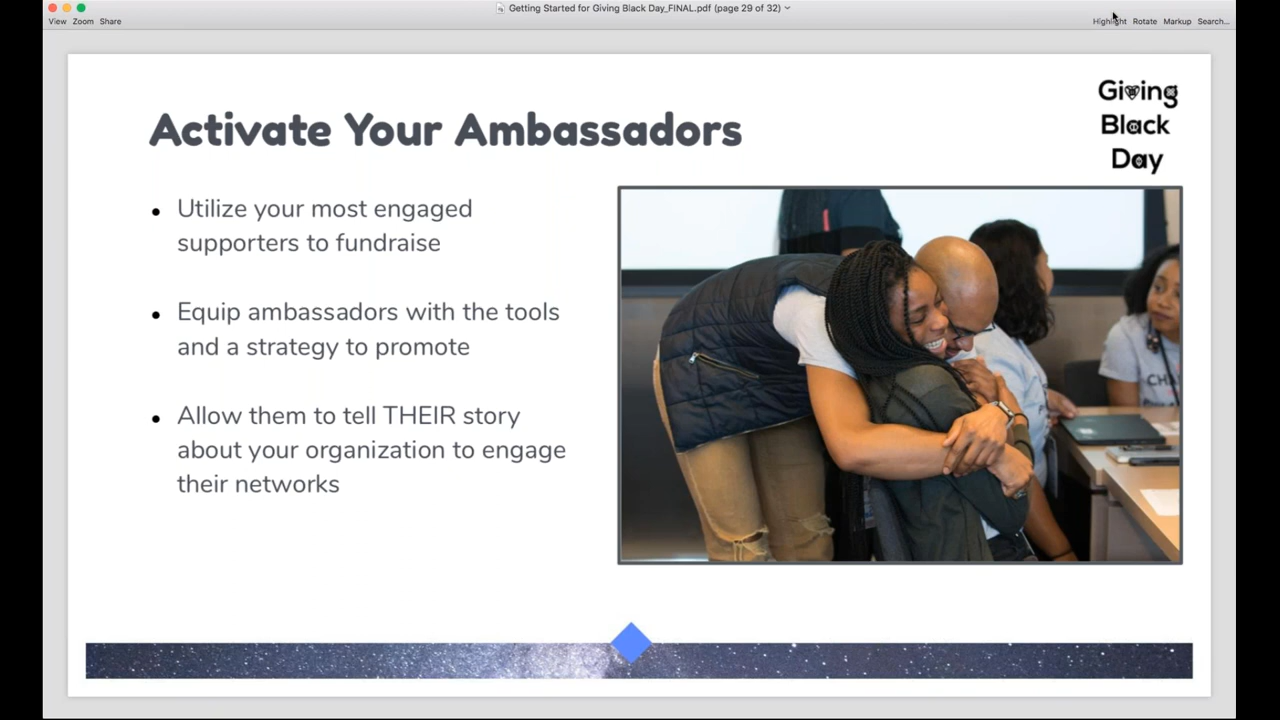 Getting Started for Giving Black Day_FINAL.pdf (page 29 of 32)
View Zoom Share
Highlight Rotate Markup Search...
Giving
Black
Day
Activate Your Ambassadors
Utilize your most engaged
supporters to fundraise
Equip ambassadors with the tools
and a strategy to promote
Allow them to tell THEIR story
about your organization to engage
their networks